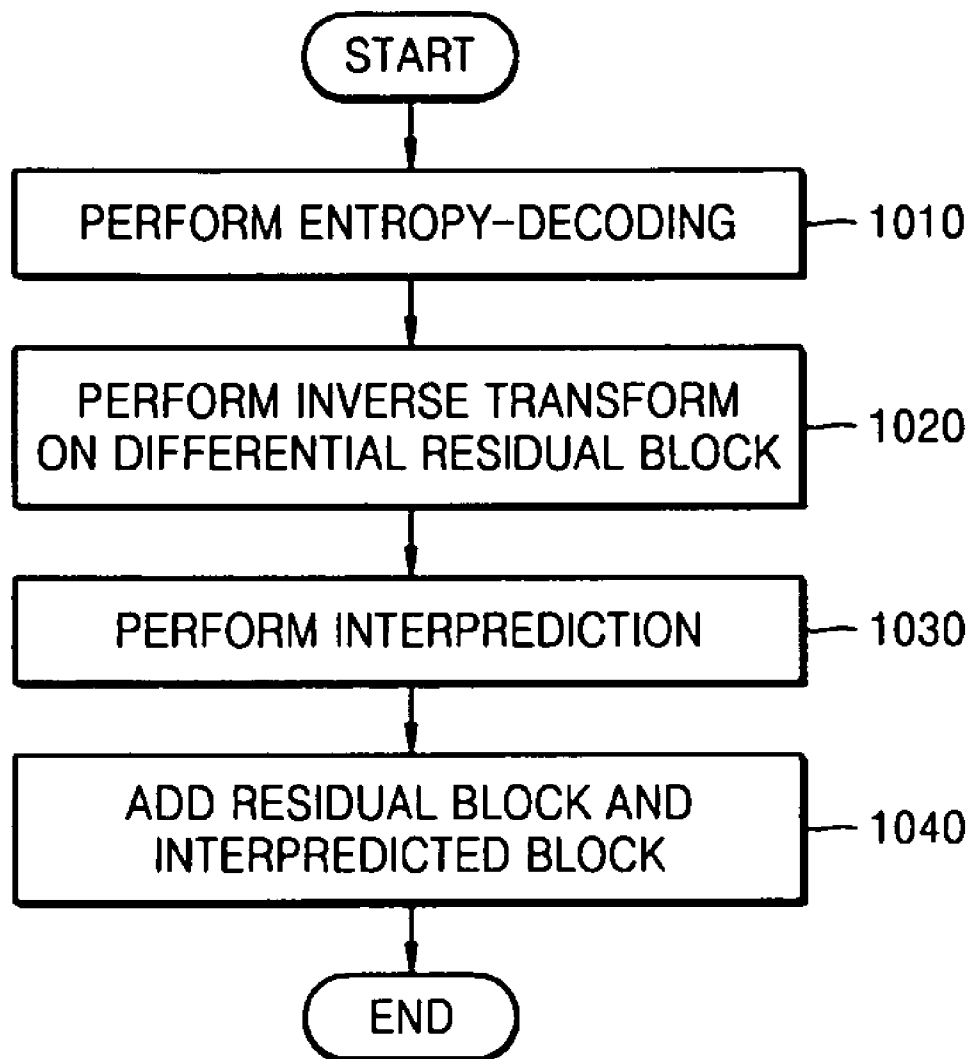 START
PERFORM ENTROPY-DECODING
1010
PERFORM INVERSE TRANSFORM
ON DIFFERENTIAL RESIDUAL BLOCK
1020
PERFORM INTERPREDICTION
1030
ADD RESIDUAL BLOCK AND
INTERPREDICTED BLOCK
1040
END